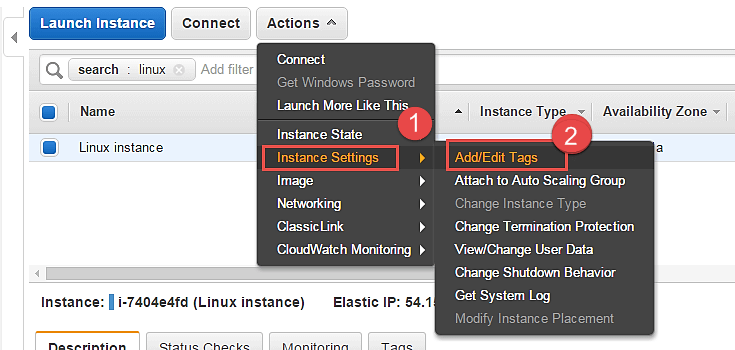 Launch Instance Connect Actions
search : linux Add filter
Name Instance Type Availability Zone
Linux instance a
Connect
Get Windows Password
Launch More Like This
Instance State
Instance Settings
Image
Networking
ClassicLink
CloudWatch Monitoring
1
2
Add/Edit Tags
Attach to Auto Scaling Group
Change Instance Type
Change Termination Protection
View/Change User Data
Change Shutdown Behavior
Get System Log
Modify Instance Placement
Instance: i-7404e4fd (Linux instance) Elastic IP: 54.15
Description Status Checks Monitoring Tags